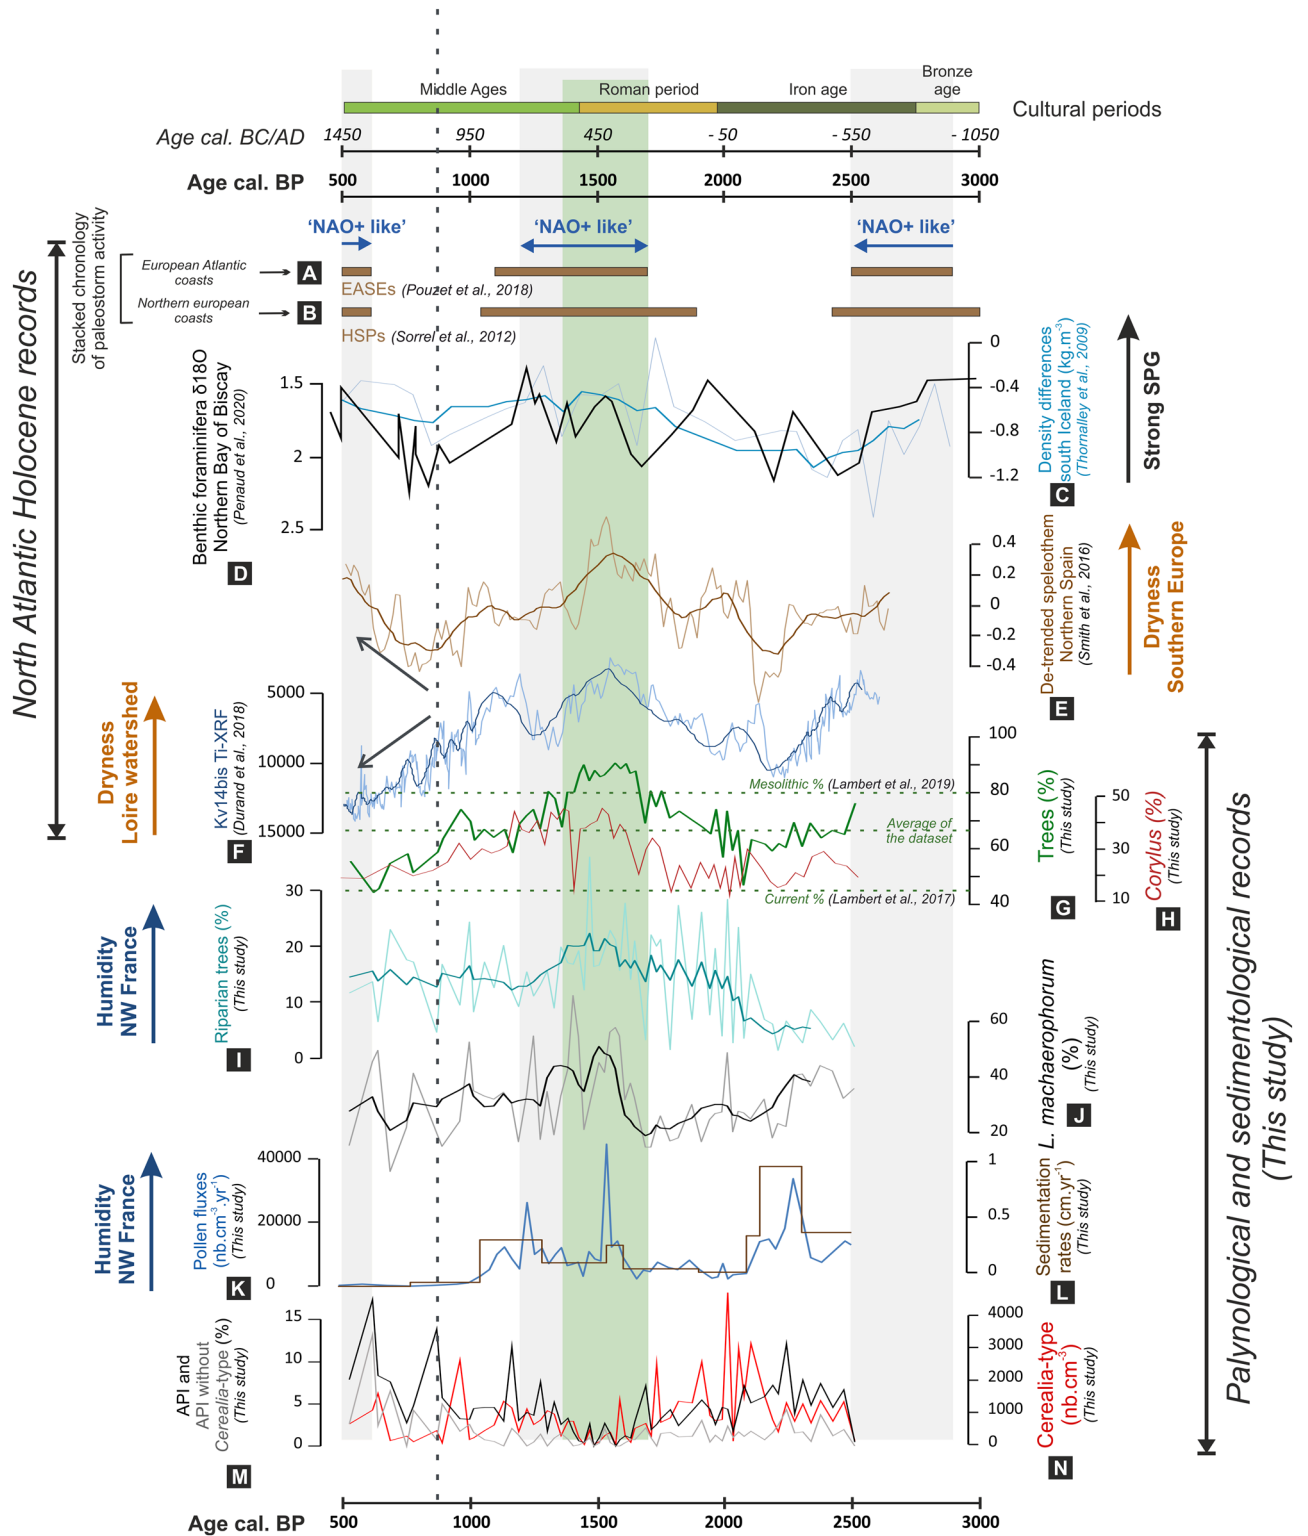 Bronze
age
Middle Ages
Roman period
Iron age
Cultural periods
Age cal. BC/AD
1450
950
450
- 50
- 550
- 1050
Age cal. BP
500
1000
1500
2000
2500
3000
'NAO+ like'
'NAO+ like'
'NAO+ like'
Stacked chronology
of paleostorm activity
European Atlantic
coasts
A
EASEs (Pouzet et al., 2018)
Northern european
coasts
B
HSPs (Sorrel et al., 2012)
North Atlantic Holocene records
Benthic foraminifera δ18O
Northern Bay of Biscay
(Penaud et al., 2020)
D
1.5
2
2.5
0
-0.4
-0.8
-1.2
Density differences
south Iceland (kg.m-3)
(Thornalley et al., 2009)
C
Strong SPG
0.4
0.2
0
-0.2
-0.4
De-trended speleothem
Northern Spain
(Smith et al., 2016)
E
Dryness
Southern Europe
Dryness
Loire watershed
Kv14bis Ti-XRF
(Durand et al., 2018)
F
5000
10000
15000
100
80
60
40
Mesolithic % (Lambert et al., 2019)
Average of
the dataset
Current % (Lambert et al., 2017)
Trees (%)
(This study)
G
50
30
10
Corylus (%)
(This study)
H
Humidity
NW France
Riparian trees (%)
(This study)
I
30
20
10
0
60
40
20
L. machaerophorum
(%)
(This study)
J
Humidity
NW France
Pollen fluxes
(nb.cm-3.yr-1)
(This study)
K
40000
20000
0
1
0.5
0
Sedimentation
rates (cm.yr-1)
(This study)
L
API and
API without
Cerealia-type (%)
(This study)
M
15
10
5
0
4000
3000
2000
1000
0
Cerealia-type
(nb.cm-3)
(This study)
N
Palynological and sedimentological records
(This study)
Age cal. BP
500
1000
1500
2000
2500
3000